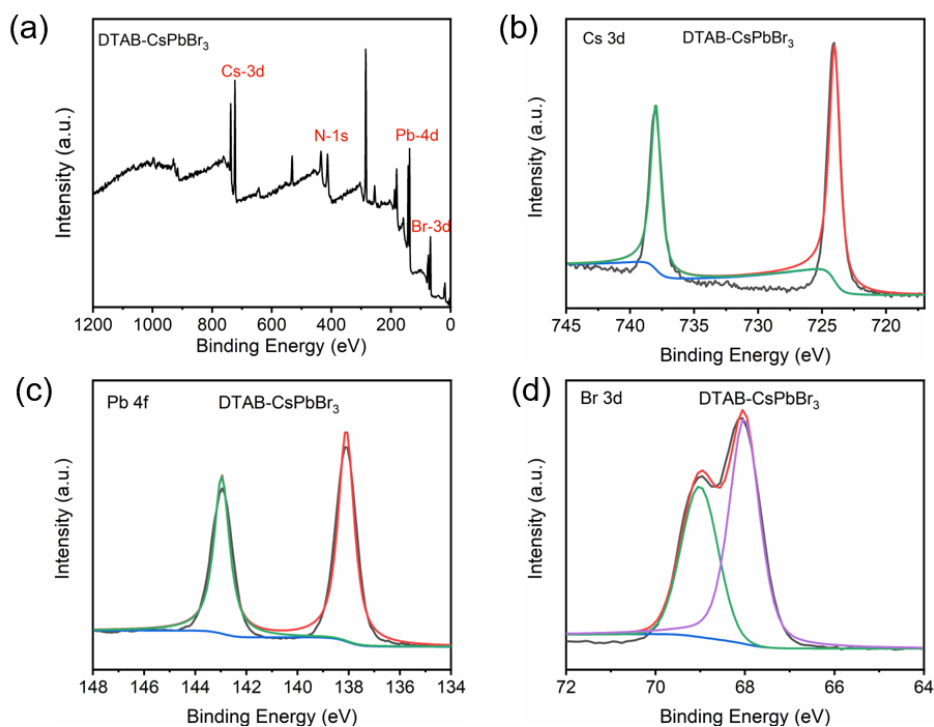 (a)
DTAB-CsPbBr₃
Cs-3d
N-1s
Pb-4d
Br-3d
Intensity (a.u.)
1200 1000 800 600 400 200 0
Binding Energy (eV)
(b)
Cs 3d DTAB-CsPbBr₃
Intensity (a.u.)
745 740 735 730 725 720
Binding Energy (eV)
(c)
Pb 4f DTAB-CsPbBr₃
Intensity (a.u.)
148 146 144 142 140 138 136 134
Binding Energy (eV)
(d)
Br 3d DTAB-CsPbBr₃
Intensity (a.u.)
72 70 68 66 64
Binding Energy (eV)